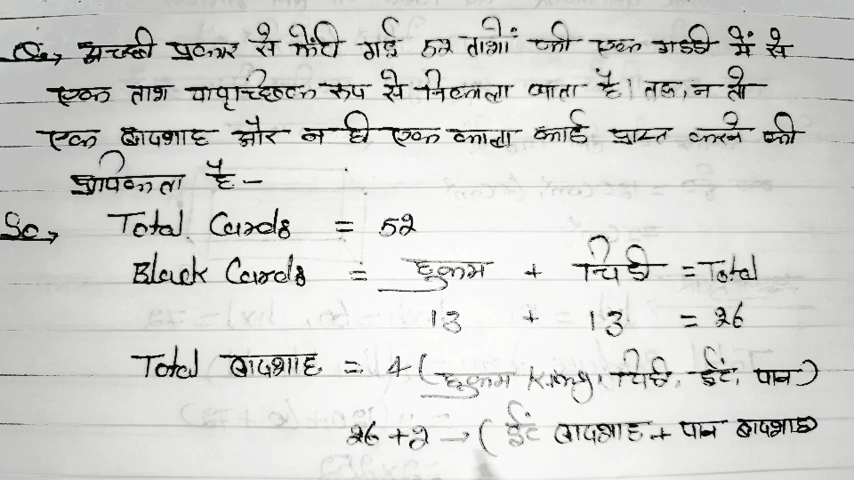 Q, अच्छी प्रकार से फेंटी गई 52 ताशों की एक गड्डी में से
एक ताश यापृच्छिक रूप से निकाला जाता है। तब, न तो
एक बादशाह और न ही एक काला कार्ड प्राप्त करने की
प्रायिकता है -
So, Total Cards = 52
Black Cards = हुकम + चिडी = Total
13 + 13 = 26
Total बादशाह = 4 (हुकम King, चिडी, ईंट, पान)
26 + 2 → ( ईंट बादशाह + पान बादशाह)